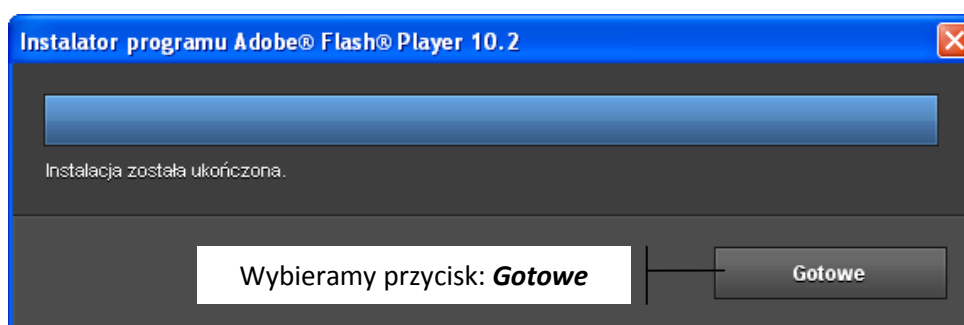 Instalator programu Adobe® Flash® Player 10.2
Instalacja została ukończona.
Wybieramy przycisk: Gotowe
Gotowe